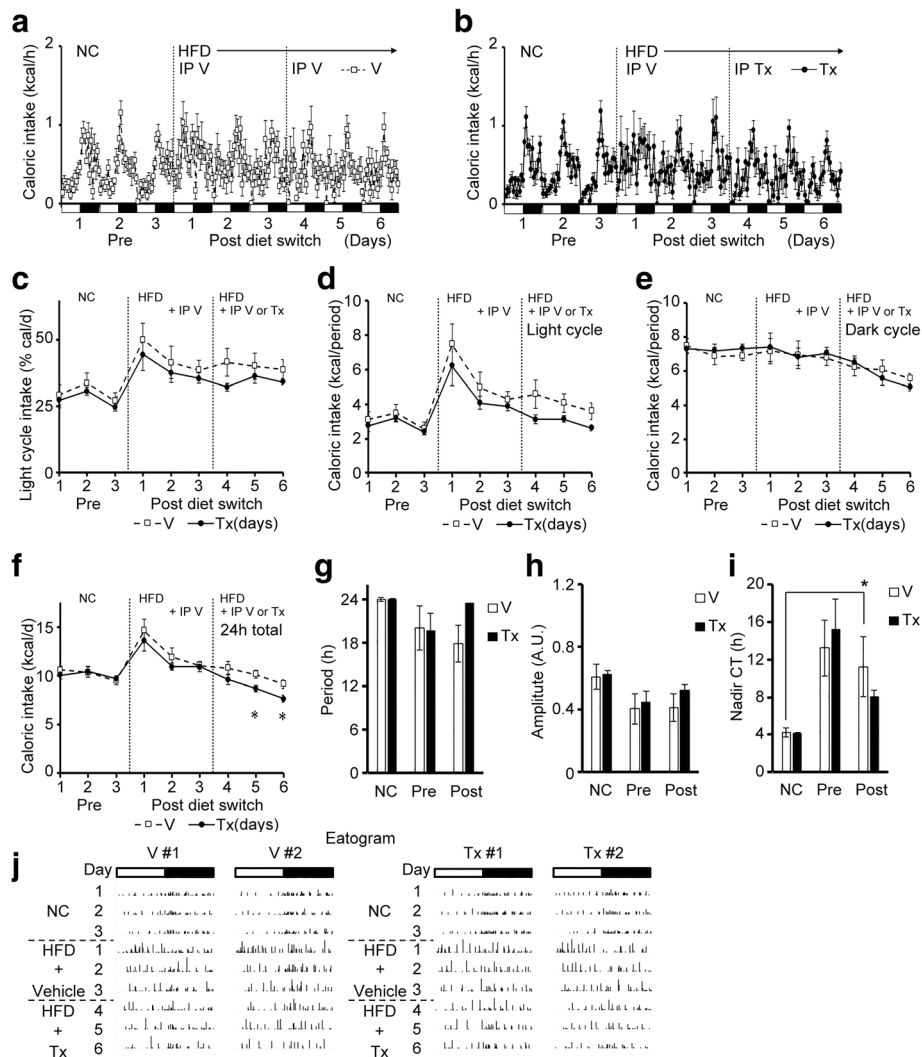 a
NC
HFD
IP V
IP V
V
Caloric intake (kcal/h)
2
1
0
1 2 3 1 2 3 4 5 6
Pre Post diet switch (Days)
b
NC
HFD
IP V
IP Tx
Tx
Caloric intake (kcal/h)
2
1
0
1 2 3 1 2 3 4 5 6
Pre Post diet switch (Days)
c
NC
HFD
+ IP V
HFD
+ IP V or Tx
Light cycle intake (% cal/d)
50
25
0
1 2 3 1 2 3 4 5 6
Pre Post diet switch
V Tx(days)
d
NC
HFD
+ IP V
HFD
+ IP V or Tx
Light cycle
Caloric intake (kcal/period)
10
8
6
4
2
0
1 2 3 1 2 3 4 5 6
Pre Post diet switch
V Tx(days)
e
NC
HFD
+ IP V
HFD
+ IP V or Tx
Dark cycle
Caloric intake (kcal/period)
10
8
6
4
2
0
1 2 3 1 2 3 4 5 6
Pre Post diet switch
V Tx(days)
f
NC
HFD
+ IP V
HFD
+ IP V or Tx
24h total
Caloric intake (kcal/d)
20
15
10
5
0
* *
1 2 3 1 2 3 4 5 6
Pre Post diet switch
V Tx(days)
g
Period (h)
24
18
12
6
0
V
Tx
NC Pre Post
h
Amplitute (A.U.)
1.2
0.8
0.4
0
V
Tx
NC Pre Post
i
Nadir CT (h)
20
16
12
8
4
0
*
V
Tx
NC Pre Post
j
Eatogram
V #1 V #2 Tx #1 Tx #2
Day
1 1
NC 2 NC 2
3 3
HFD 1 HFD 1
+ 2 + 2
Vehicle 3 Vehicle 3
HFD 4 HFD 4
+ 5 + 5
Tx 6 Tx 6